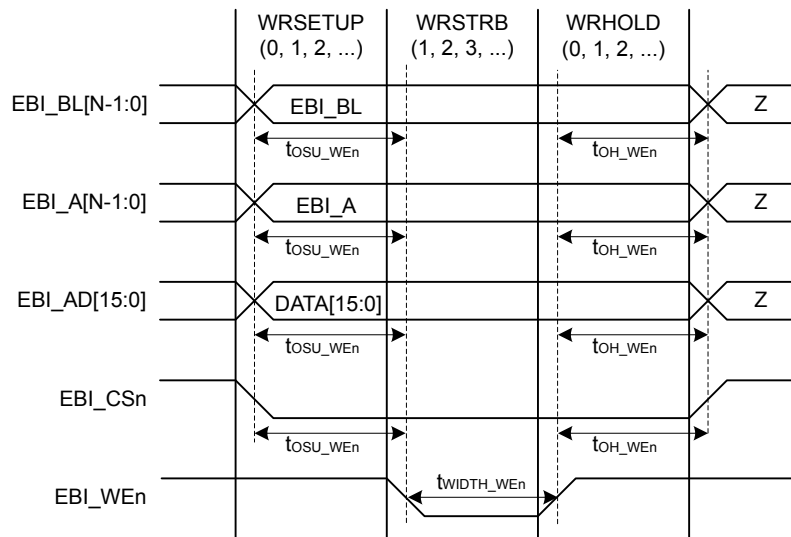 WRSETUP WRSTRB WRHOLD
(0, 1, 2, ...) (1, 2, 3, ...) (0, 1, 2, ...)
EBI_BL[N-1:0] EBI_BL Z
tOSU_WEn tOH_WEn
EBI_A[N-1:0] EBI_A Z
tOSU_WEn tOH_WEn
EBI_AD[15:0] DATA[15:0] Z
tOSU_WEn tOH_WEn
EBI_CSn
tOSU_WEn tOH_WEn
EBI_WEn tWIDTH_WEn